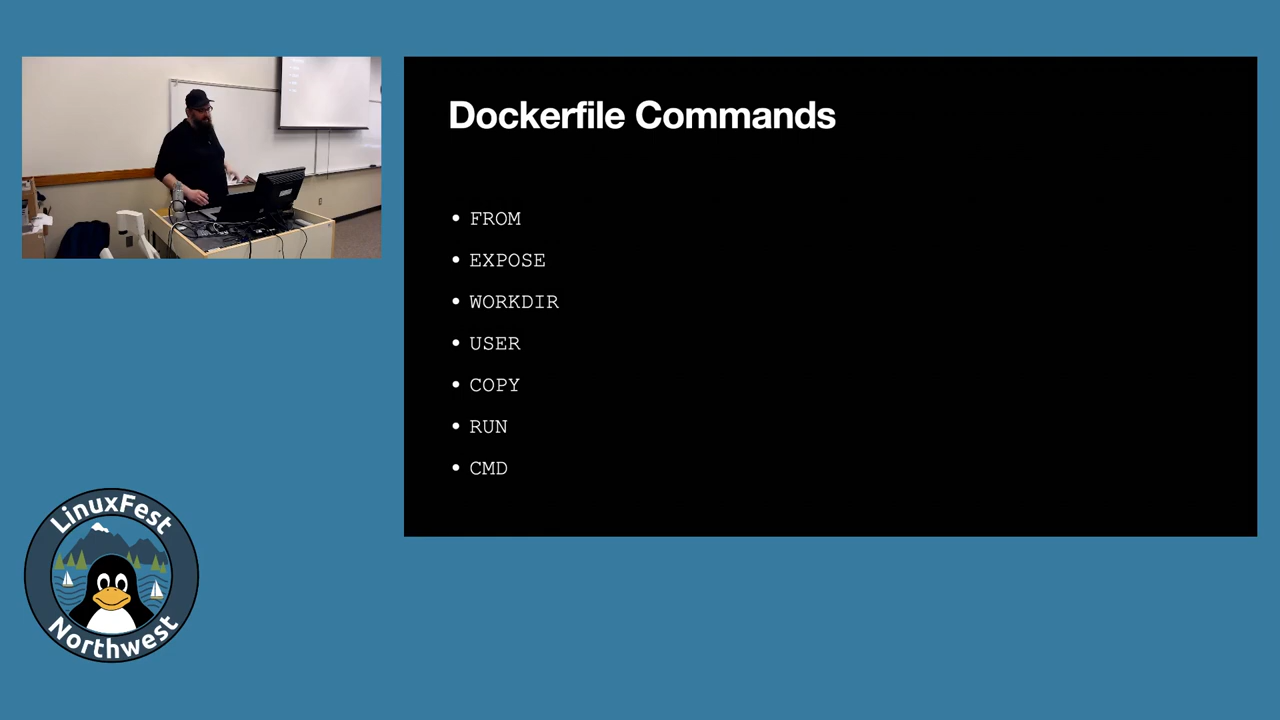 Dockerfile Commands
• FROM
• EXPOSE
• WORKDIR
• USER
• COPY
• RUN
• CMD
LinuxFest
Northwest